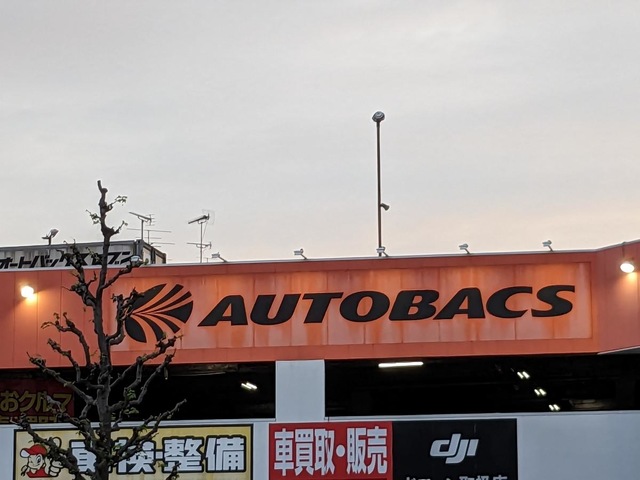 オートバックスセブン
AUTOBACS
おクルマ
車検・整備
車買取・販売
dji